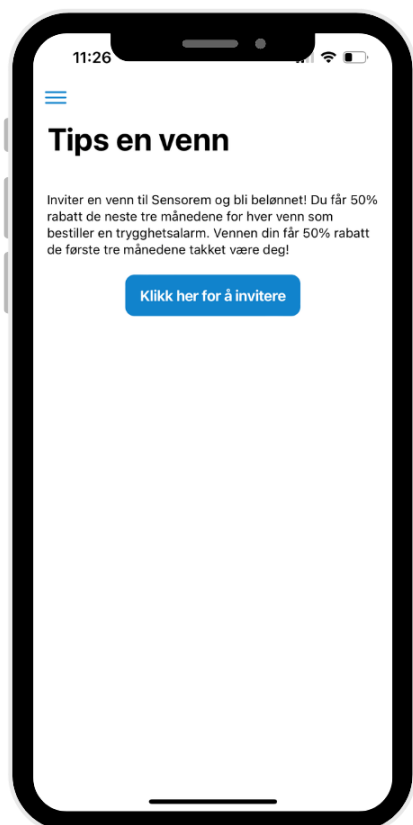 11:26
Tips en venn
Inviter en venn til Sensorem og bli belønnet! Du får 50%
rabatt de neste tre månedene for hver venn som
bestiller en trygghetsalarm. Vennen din får 50% rabatt
de første tre månedene takket være deg!
Klikk her for å invitere